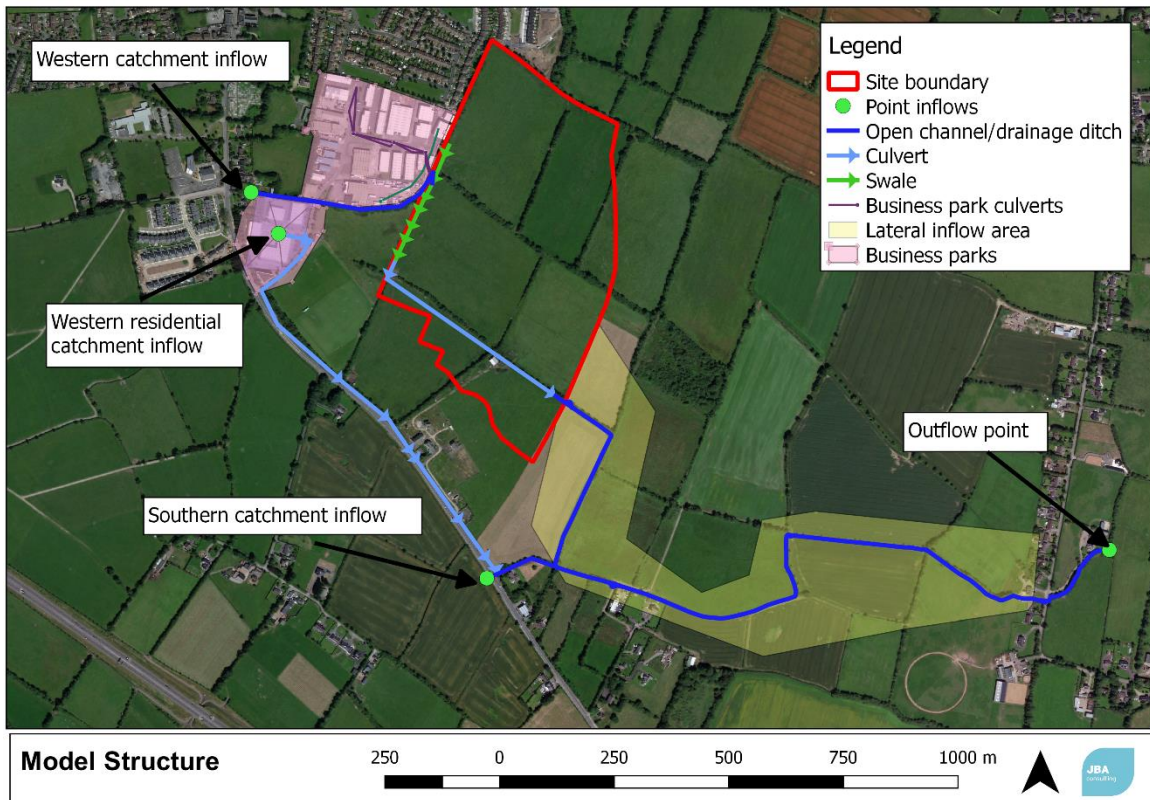 Western catchment inflow
Legend
Site boundary
Point inflows
Open channel/drainage ditch
Culvert
Swale
Business park culverts
Lateral inflow area
Business parks
Western residential
catchment inflow
Outflow point
Southern catchment inflow
Model Structure
250 0 250 500 750 1000 m
JBA
consulting